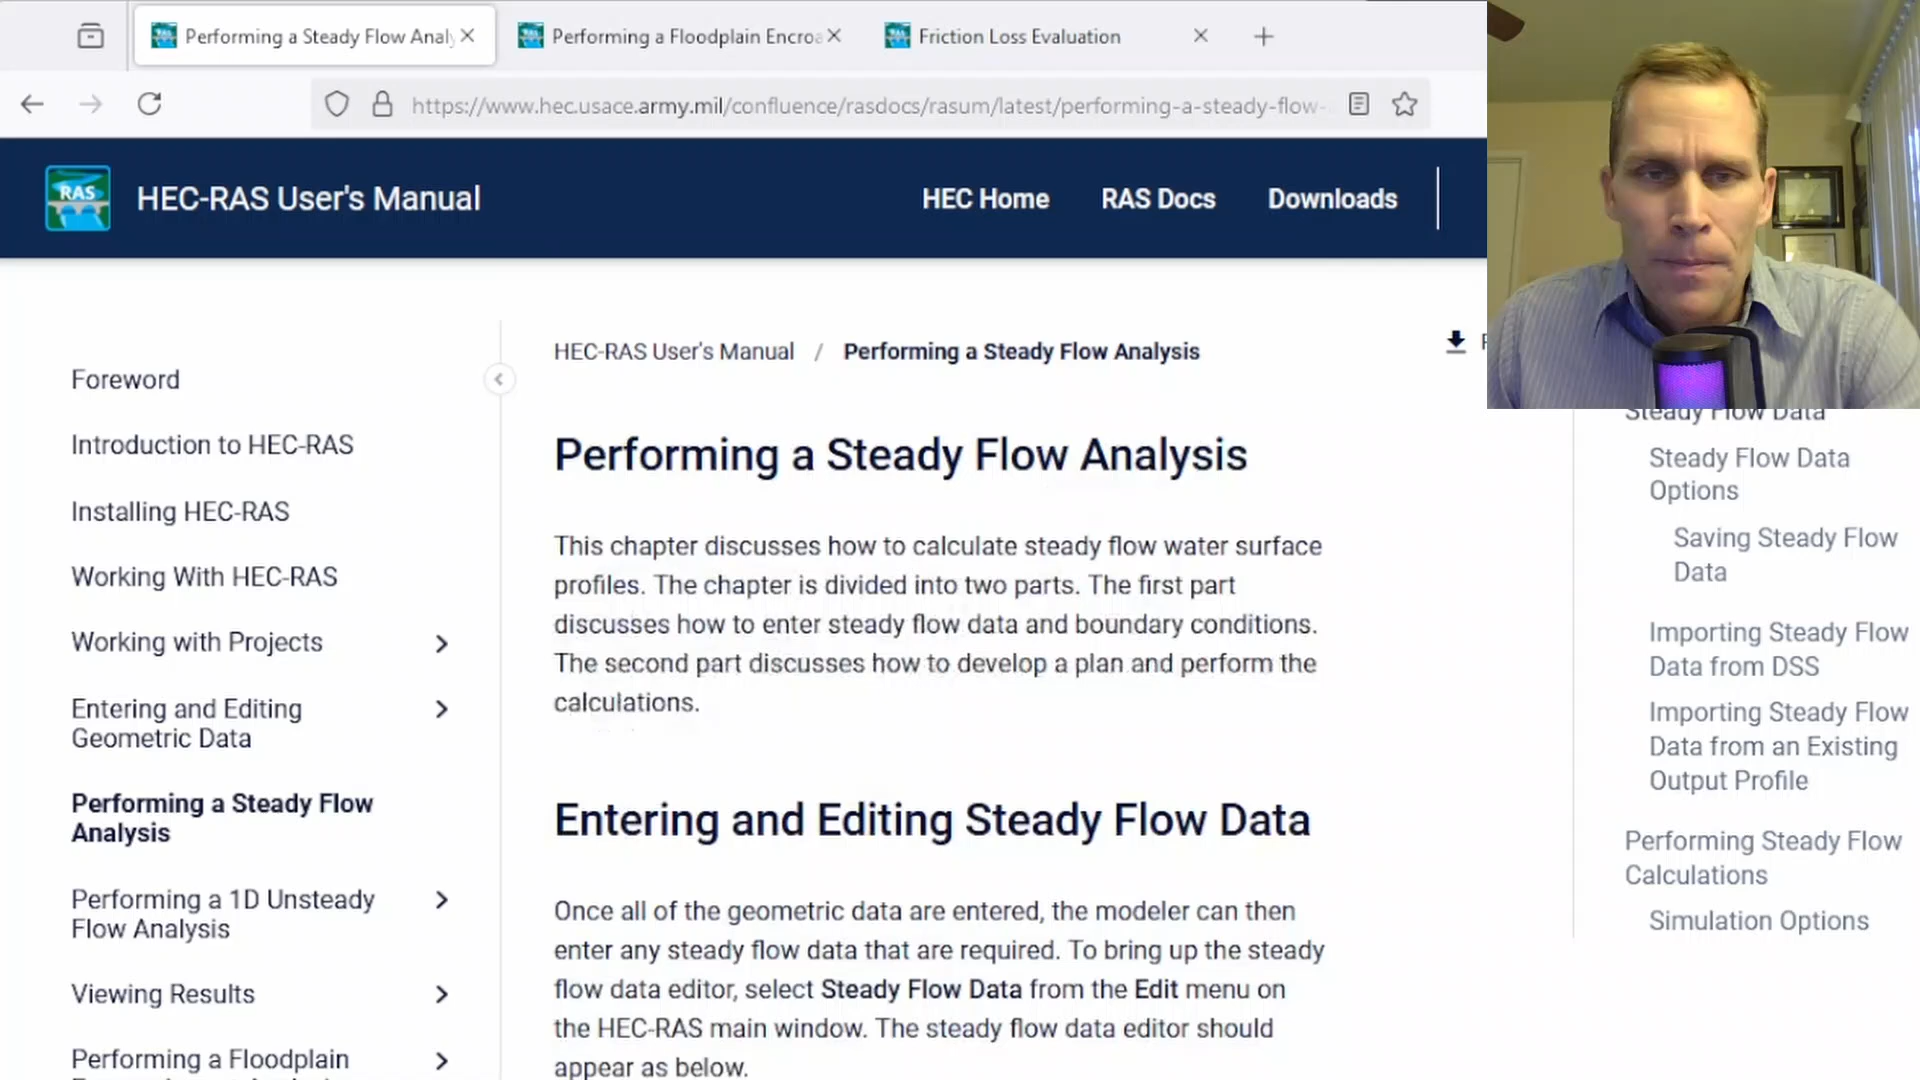 Performing a Steady Flow Analy
Performing a Floodplain Encroa
Friction Loss Evaluation
https://www.hec.usace.army.mil/confluence/rasdocs/rasum/latest/performing-a-steady-flow-
RAS
HEC-RAS User's Manual
HEC Home
RAS Docs
Downloads
Foreword
Introduction to HEC-RAS
Installing HEC-RAS
Working With HEC-RAS
Working with Projects
Entering and Editing
Geometric Data
Performing a Steady Flow
Analysis
Performing a 1D Unsteady
Flow Analysis
Viewing Results
Performing a Floodplain
HEC-RAS User's Manual / Performing a Steady Flow Analysis
Performing a Steady Flow Analysis
This chapter discusses how to calculate steady flow water surface
profiles. The chapter is divided into two parts. The first part
discusses how to enter steady flow data and boundary conditions.
The second part discusses how to develop a plan and perform the
calculations.
Entering and Editing Steady Flow Data
Once all of the geometric data are entered, the modeler can then
enter any steady flow data that are required. To bring up the steady
flow data editor, select Steady Flow Data from the Edit menu on
the HEC-RAS main window. The steady flow data editor should
appear as below.
Steady Flow Data
Steady Flow Data
Options
Saving Steady Flow
Data
Importing Steady Flow
Data from DSS
Importing Steady Flow
Data from an Existing
Output Profile
Performing Steady Flow
Calculations
Simulation Options